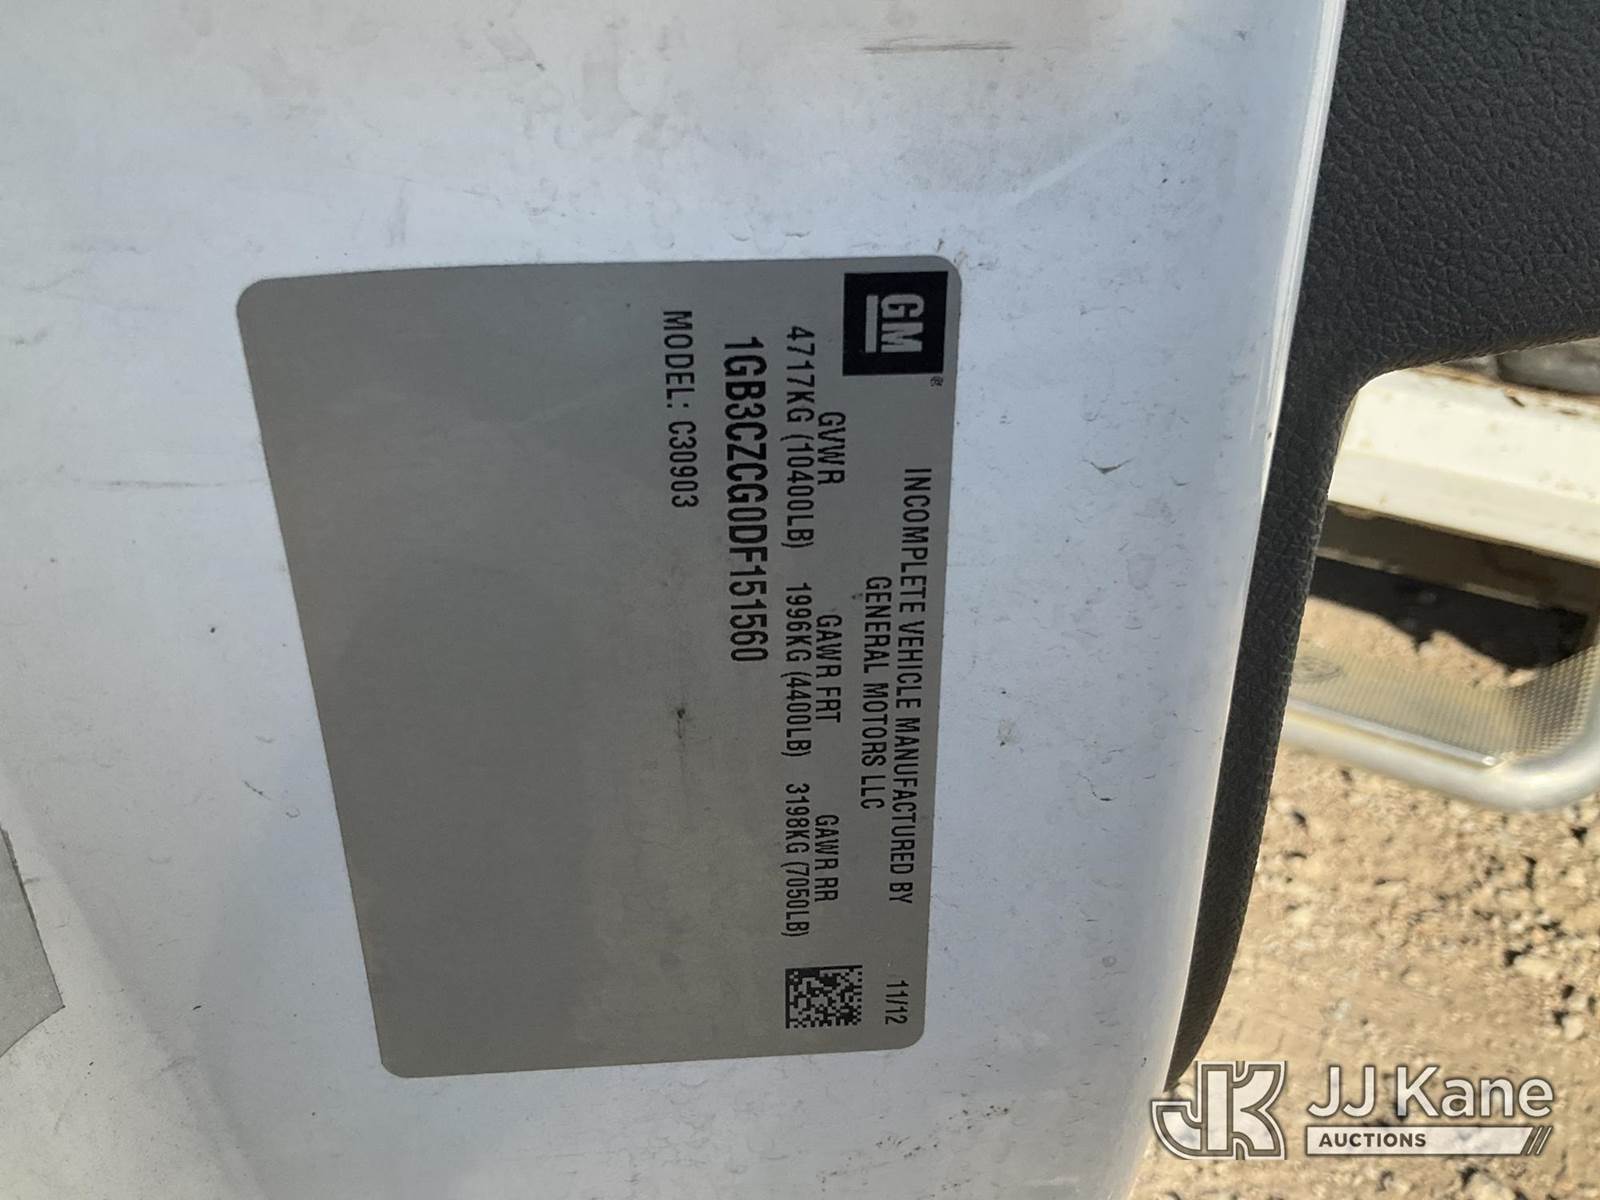 GM®
INCOMPLETE VEHICLE MANUFACTURED BY
GENERAL MOTORS LLC
11/12
GVWR GAWR FRT GAWR RR
4717KG (10400LB) 1996KG (4400LB) 3198KG (7050LB)
1GB3CZCG0DF151560
MODEL: C30903
JK JJ Kane
AUCTIONS